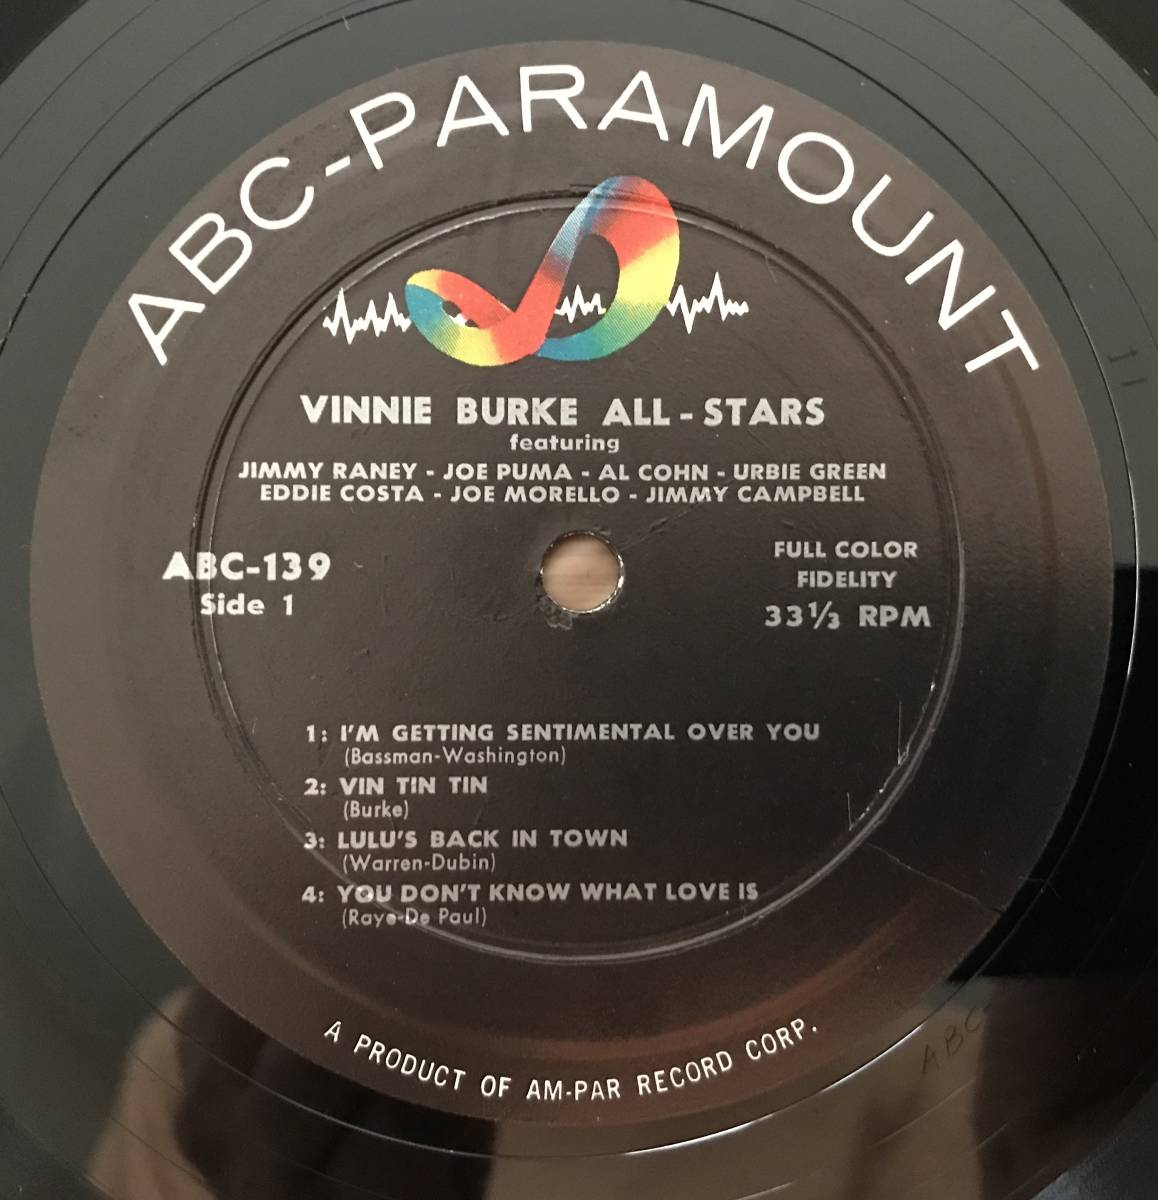 ABC-PARAMOUNT
VINNIE BURKE ALL-STARS
featuring
JIMMY RANEY - JOE PUMA - AL COHN - URBIE GREEN
EDDIE COSTA - JOE MORELLO - JIMMY CAMPBELL
ABC-139
Side 1
FULL COLOR
FIDELITY
33⅓ RPM
1: I'M GETTING SENTIMENTAL OVER YOU
(Bassman-Washington)
2: VIN TIN TIN
(Burke)
3: LULU'S BACK IN TOWN
(Warren-Dubin)
4: YOU DON'T KNOW WHAT LOVE IS
(Raye-De Paul)
A PRODUCT OF AM-PAR RECORD CORP.
ABC-